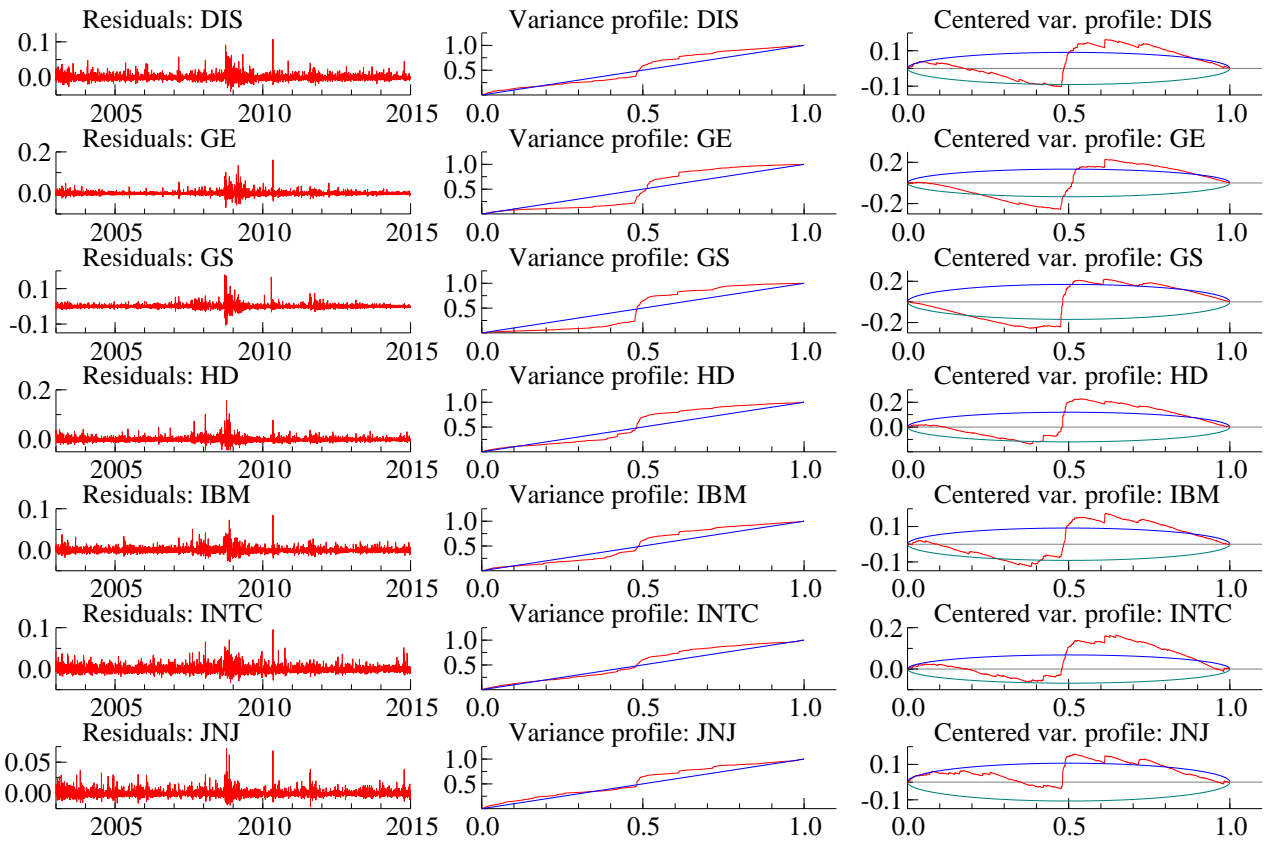 Residuals: DIS Variance profile: DIS Centered var. profile: DIS
0.1 1.0 0.1
0.0 0.5 -0.1
2005 2010 2015 0.0 0.5 1.0 0.0 0.5 1.0
Residuals: GE Variance profile: GE Centered var. profile: GE
0.2 1.0 0.2
0.0 0.5 -0.2
2005 2010 2015 0.0 0.5 1.0 0.0 0.5 1.0
Residuals: GS Variance profile: GS Centered var. profile: GS
0.1 1.0 0.2
-0.1 0.5 -0.2
2005 2010 2015 0.0 0.5 1.0 0.0 0.5 1.0
Residuals: HD Variance profile: HD Centered var. profile: HD
0.2 1.0 0.2
0.0 0.5 0.0
2005 2010 2015 0.0 0.5 1.0 0.0 0.5 1.0
Residuals: IBM Variance profile: IBM Centered var. profile: IBM
0.1 1.0 0.1
0.0 0.5 -0.1
2005 2010 2015 0.0 0.5 1.0 0.0 0.5 1.0
Residuals: INTC Variance profile: INTC Centered var. profile: INTC
0.1 1.0 0.2
0.0 0.5 0.0
2005 2010 2015 0.0 0.5 1.0 0.0 0.5 1.0
Residuals: JNJ Variance profile: JNJ Centered var. profile: JNJ
0.05 1.0 0.1
0.00 0.5 -0.1
2005 2010 2015 0.0 0.5 1.0 0.0 0.5 1.0